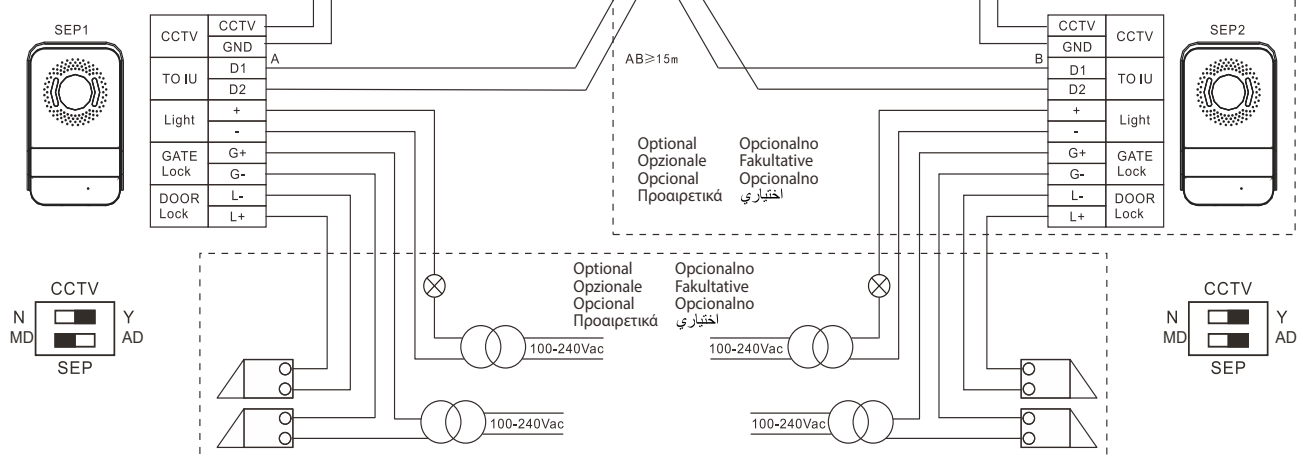 SEP1
CCTV
CCTV
GND
A
TO IU
D1
D2
Light
+
-
GATE
Lock
G+
G-
DOOR
Lock
L-
L+
AB≥15m
Optional Opcionalno
Opzionale Fakultative
Opcional Opcionalno
Προαιρετικά اختياري
SEP2
CCTV
GND
CCTV
B
D1
D2
TO IU
+
-
Light
G+
G-
GATE
Lock
L-
L+
DOOR
Lock
Optional Opcionalno
Opzionale Fakultative
Opcional Opcionalno
Προαιρετικά اختياري
CCTV
N Y
MD AD
SEP
100-240Vac
100-240Vac
100-240Vac
100-240Vac
CCTV
N Y
MD AD
SEP